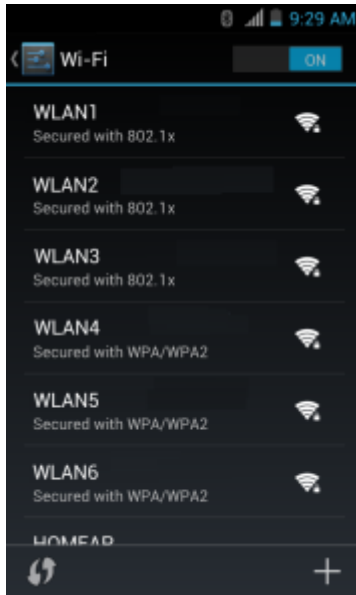 9:29 AM
Wi-Fi
ON
WLAN1
Secured with 802.1x
WLAN2
Secured with 802.1x
WLAN3
Secured with 802.1x
WLAN4
Secured with WPA/WPA2
WLAN5
Secured with WPA/WPA2
WLAN6
Secured with WPA/WPA2